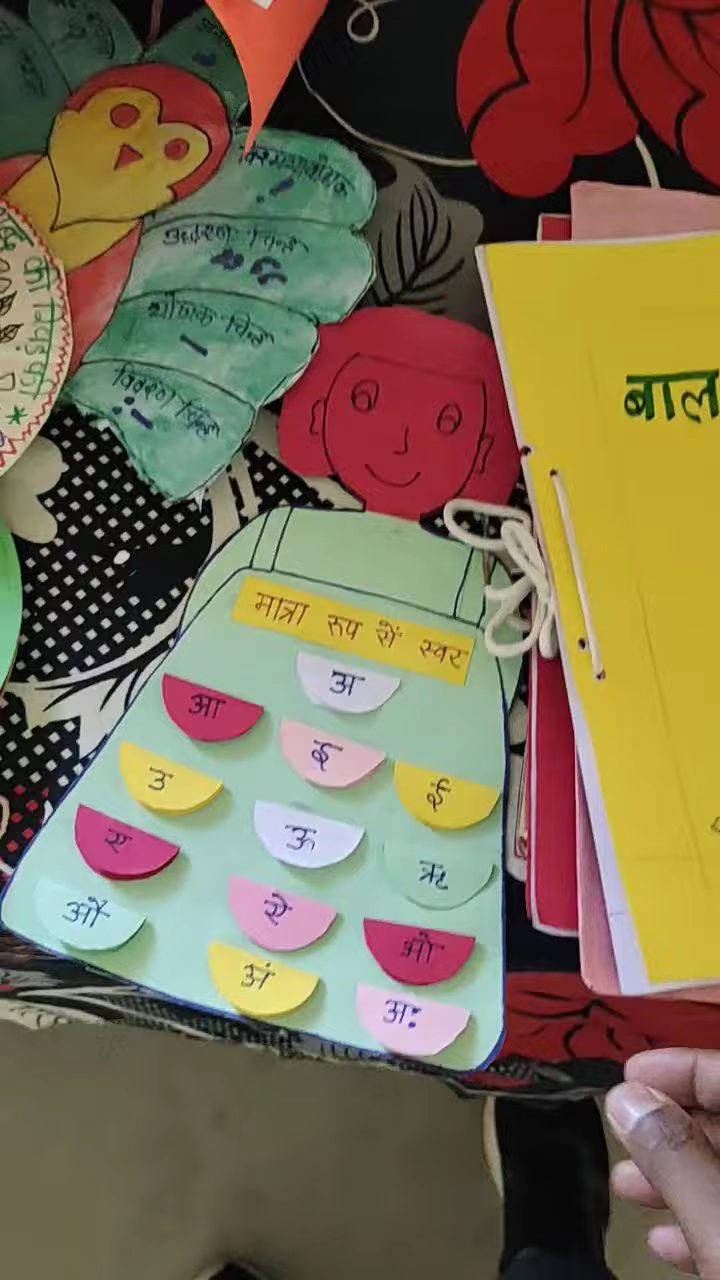 उद्धरण चिन्ह
योजक चिन्ह
-
विवरण चिन्ह
:-
बाल
मात्रा रूप में स्वर
अ
आ
इ
ई
उ
ऊ
ऋ
ए
ऐ
ओ
औ
अं
अः